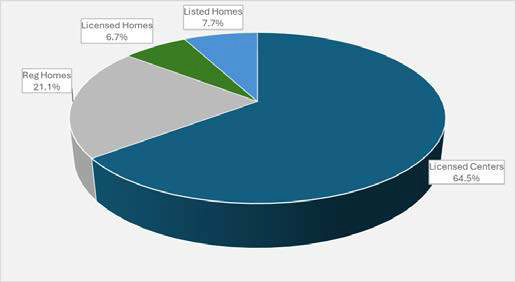 Listed Homes
7.7%
Licensed Homes
6.7%
Reg Homes
21.1%
Licensed Centers
64.5%